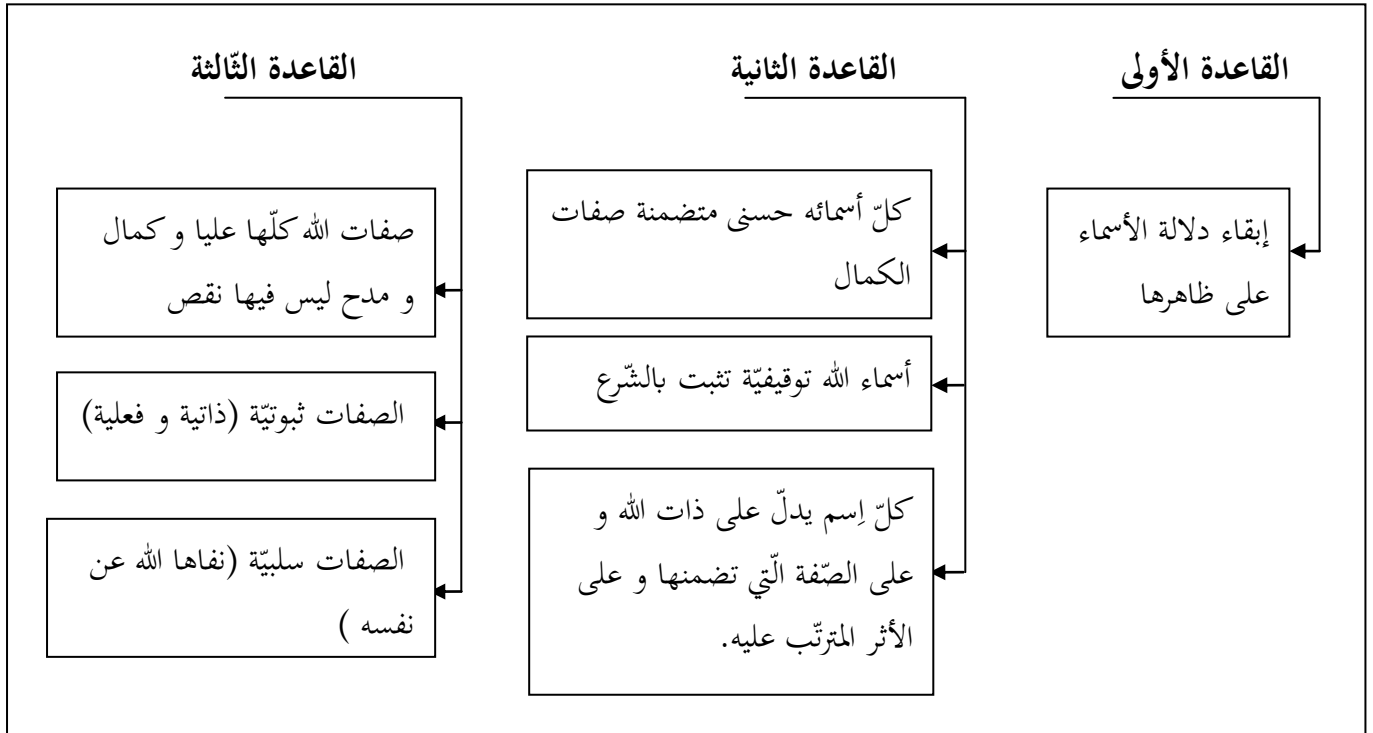 القاعدة الأولى
إبقاء دلالة الأسماء
على ظاهرها
القاعدة الثانية
كلّ أسمائه حسنى متضمنة صفات
الكمال
أسماء الله توقيفيّة تثبت بالشّرع
كلّ اِسم يدلّ على ذات الله و
على الصّفة الّتي تضمنها و على
الأثر المترتّب عليه.
القاعدة الثّالثة
صفات الله كلّها عليا و كمال
و مدح ليس فيها نقص
الصفات ثبوتيّة (ذاتية و فعلية)
الصفات سلبيّة (نفاها الله عن
نفسه )